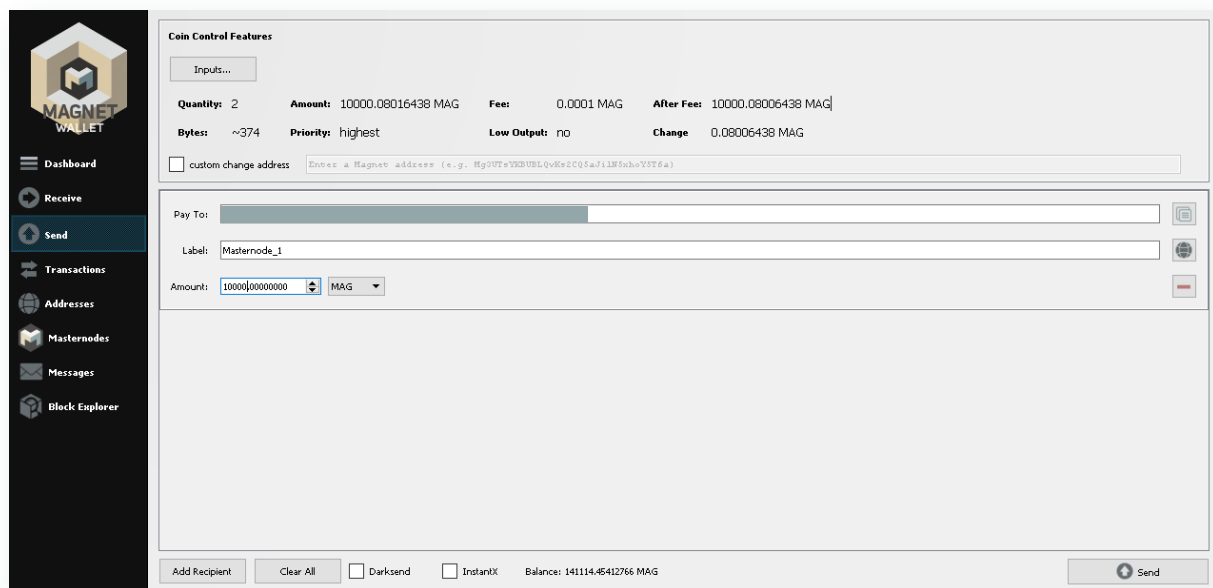 MAGNET
WALLET
Dashboard
Receive
Send
Transactions
Addresses
Masternodes
Messages
Block Explorer
Coin Control Features
Inputs...
Quantity: 2 Amount: 10000.08016438 MAG Fee: 0.0001 MAG After Fee: 10000.08006438 MAG
Bytes: ~374 Priority: highest Low Output: no Change 0.08006438 MAG
custom change address Enter a Magnet address (e.g.
Pay To:
Label: Masternode_1
Amount: 10000.00000000 MAG
Add Recipient Clear All Darksend InstantX Balance: 141114.45412766 MAG Send